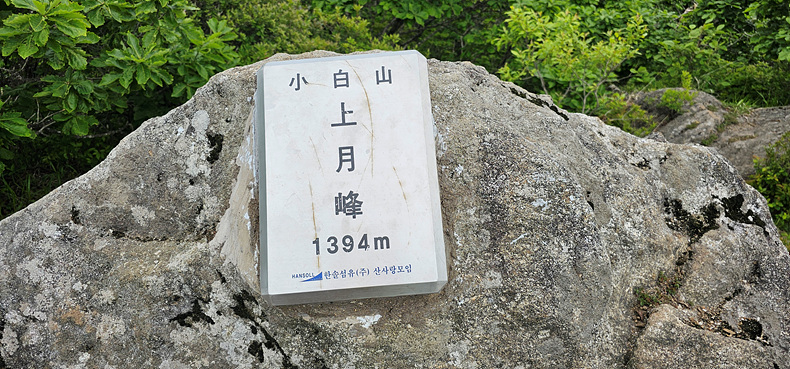 小白山
上
月
峰
1394m
HANSOLL 한솔섬유(주) 산사랑모임